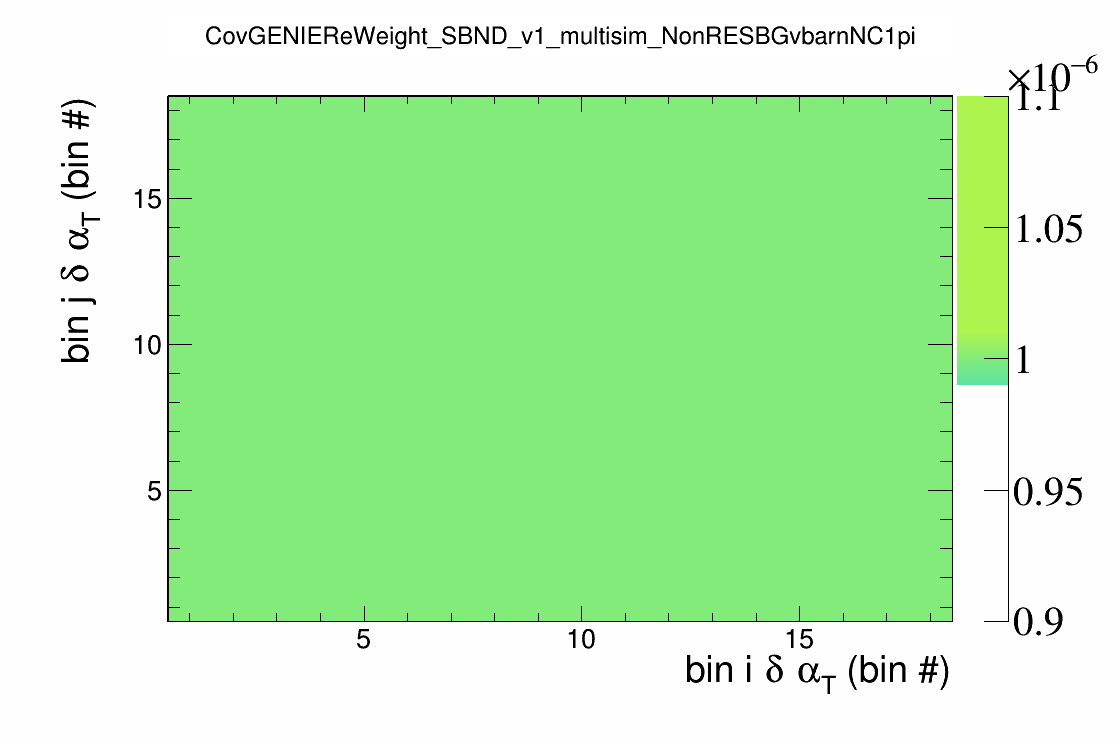 CovGENIEReWeight_SBND_v1_multisim_NonRESBGvbarnNC1pi
×10⁻⁶
1.1
1.05
1
0.95
0.9
bin j δ α_T (bin #)
15
10
5
5 10 15
bin i δ α_T (bin #)